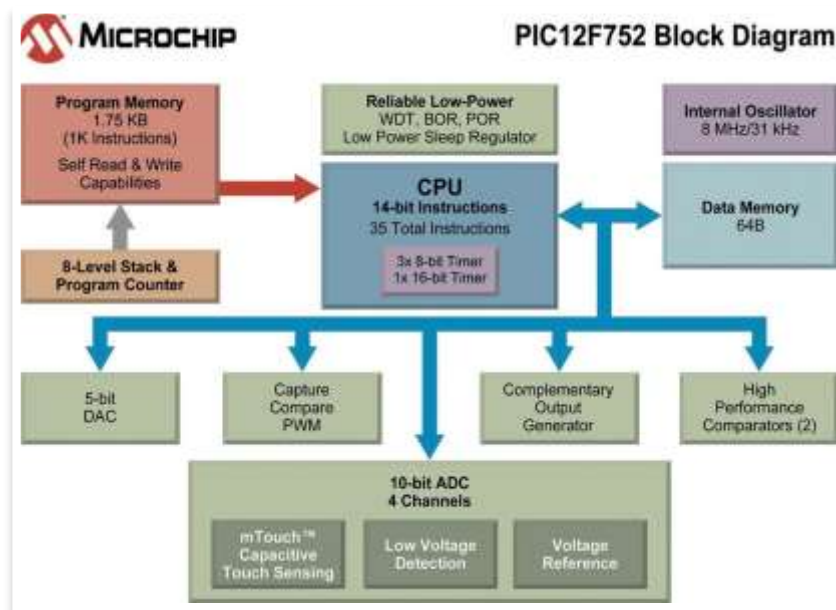 MICROCHIP
PIC12F752 Block Diagram
Program Memory
1.75 KB
(1K Instructions)
Self Read & Write
Capabilities
Reliable Low-Power
WDT, BOR, POR
Low Power Sleep Regulator
Internal Oscillator
8 MHz/31 kHz
CPU
14-bit Instructions
35 Total Instructions
3x 8-bit Timer
1x 16-bit Timer
Data Memory
64B
8-Level Stack &
Program Counter
5-bit
DAC
Capture
Compare
PWM
Complementary
Output
Generator
High
Performance
Comparators (2)
10-bit ADC
4 Channels
mTouch™
Capacitive
Touch Sensing
Low Voltage
Detection
Voltage
Reference